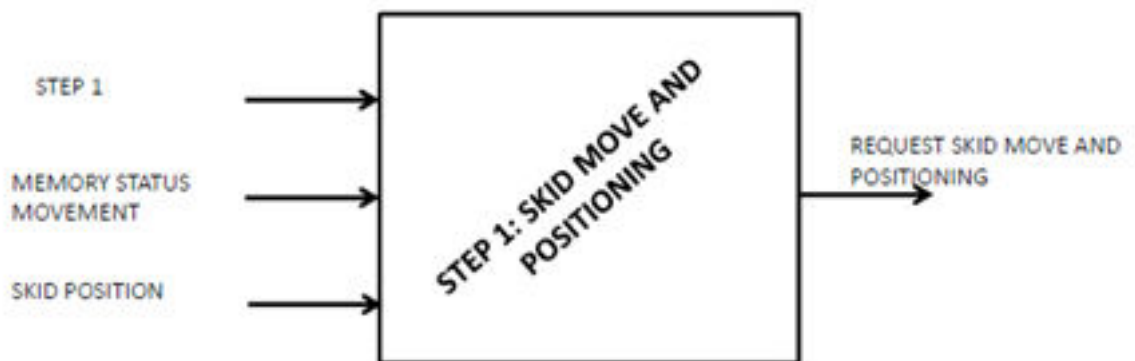 STEP 1
MEMORY STATUS
MOVEMENT
SKID POSITION
STEP 1: SKID MOVE AND
POSITIONING
REQUEST SKID MOVE AND
POSITIONING